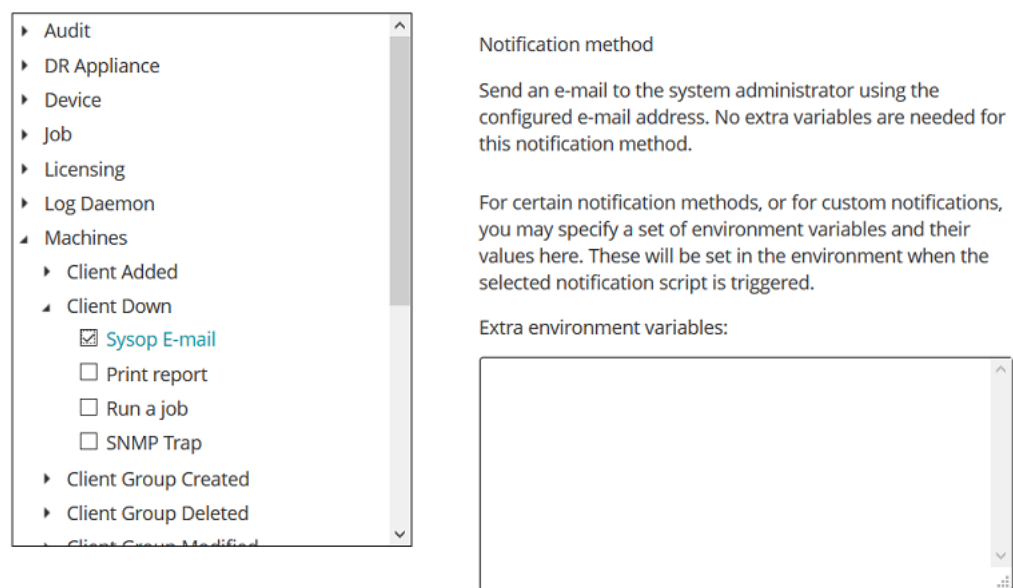 Audit
DR Appliance
Device
Job
Licensing
Log Daemon
Machines
Client Added
Client Down
Sysop E-mail
Print report
Run a job
SNMP Trap
Client Group Created
Client Group Deleted
Client Group Modified
Notification method
Send an e-mail to the system administrator using the
configured e-mail address. No extra variables are needed for
this notification method.
For certain notification methods, or for custom notifications,
you may specify a set of environment variables and their
values here. These will be set in the environment when the
selected notification script is triggered.
Extra environment variables: